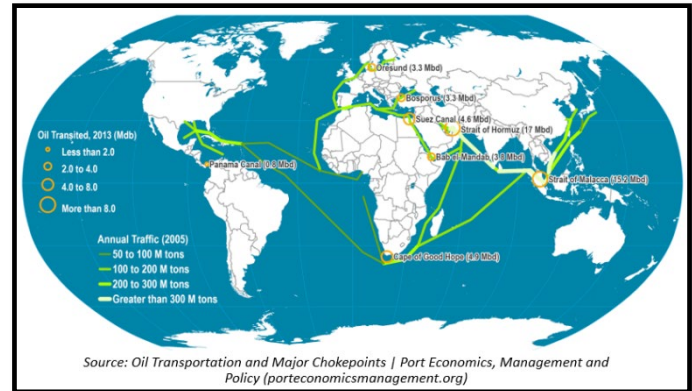 Oresund (3.3 Mbd)
Bosporus (3.3 Mbd)
Suez Canal (4.6 Mbd)
Strait of Hormuz (17 Mbd)
Oil Transited, 2013 (Mdb)
Less than 2.0
2.0 to 4.0
4.0 to 8.0
More than 8.0
Panama Canal (0.8 Mbd)
Bab el Mandab (3.8 Mbd)
Strait of Malacca (15.2 Mbd)
Annual Traffic (2005)
50 to 100 M tons
100 to 200 M tons
200 to 300 M tons
Greater than 300 M tons
Cape of Good Hope (4.9 Mbd)
Source: Oil Transportation and Major Chokepoints | Port Economics, Management and
Policy (porteconomicsmanagement.org)